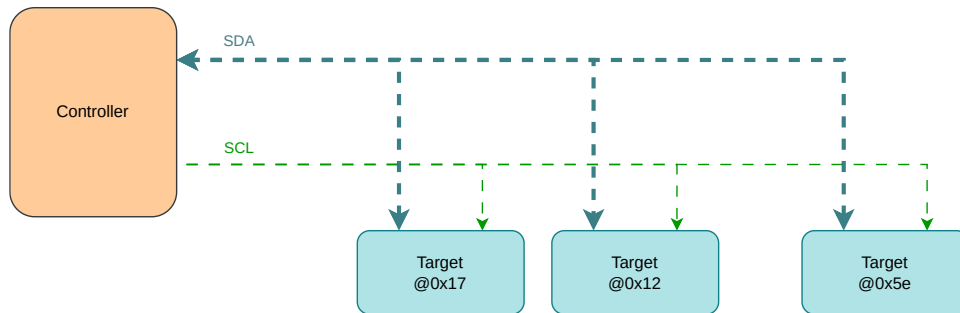 SDA
Controller
SCL
Target
@0x17
Target
@0x12
Target
@0x5e